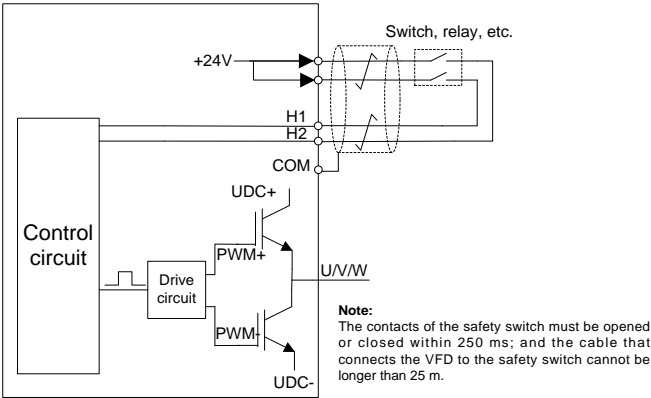 Switch, relay, etc.
+24V
H1
H2
COM
UDC+
Control
circuit
PWM+
Drive
circuit
U/V/W
PWM-
UDC-
Note:
The contacts of the safety switch must be opened
or closed within 250 ms; and the cable that
connects the VFD to the safety switch cannot be
longer than 25 m.